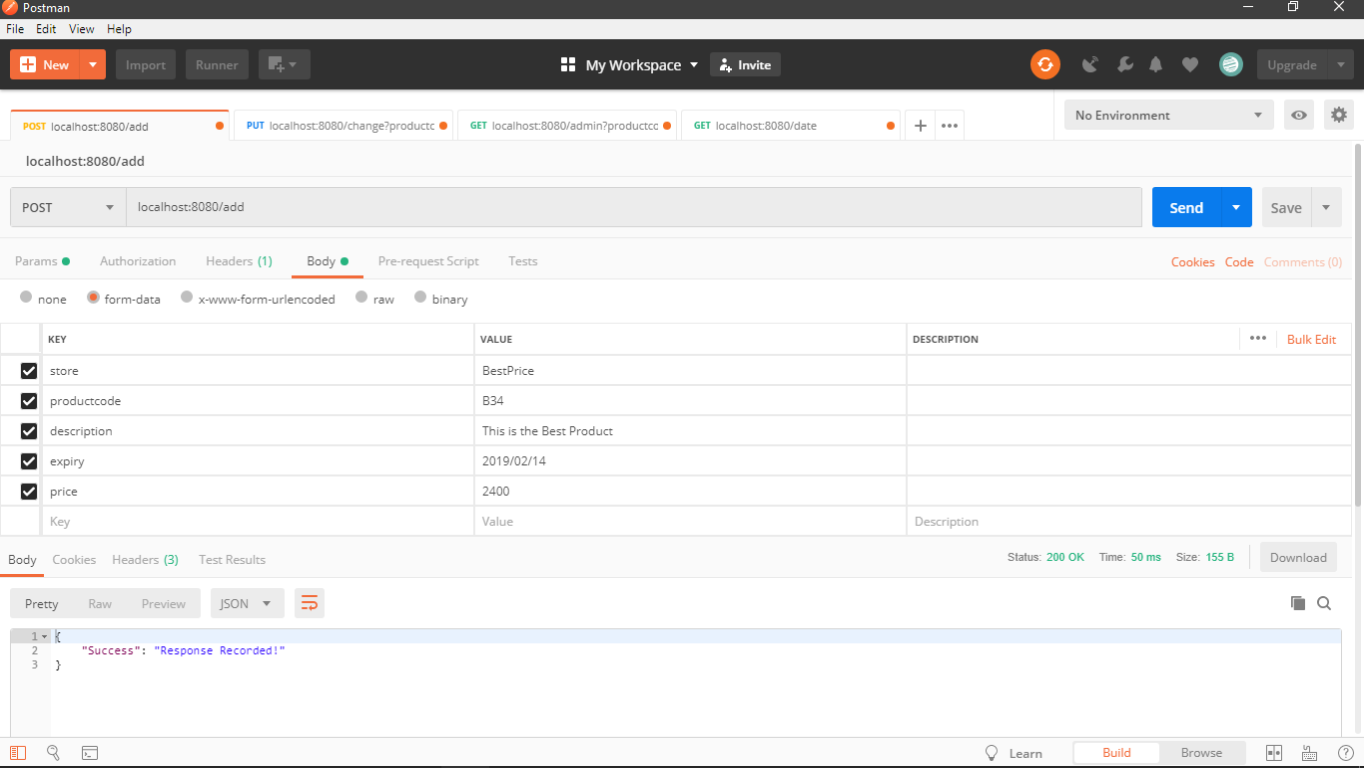 Postman
File Edit View Help
New Import Runner My Workspace Invite Upgrade
POST localhost:8080/add PUT localhost:8080/change?productc GET localhost:8080/admin?productcc GET localhost:8080/date No Environment
localhost:8080/add
POST localhost:8080/add Send Save
Params Authorization Headers (1) Body Pre-request Script Tests Cookies Code Comments (0)
none form-data x-www-form-urlencoded raw binary
KEY VALUE DESCRIPTION Bulk Edit
store BestPrice
productcode B34
description This is the Best Product
expiry 2019/02/14
price 2400
Key Value Description
Body Cookies Headers (3) Test Results Status: 200 OK Time: 50 ms Size: 155 B Download
Pretty Raw Preview JSON
1 {
2 "Success": "Response Recorded!"
3 }
Learn Build Browse